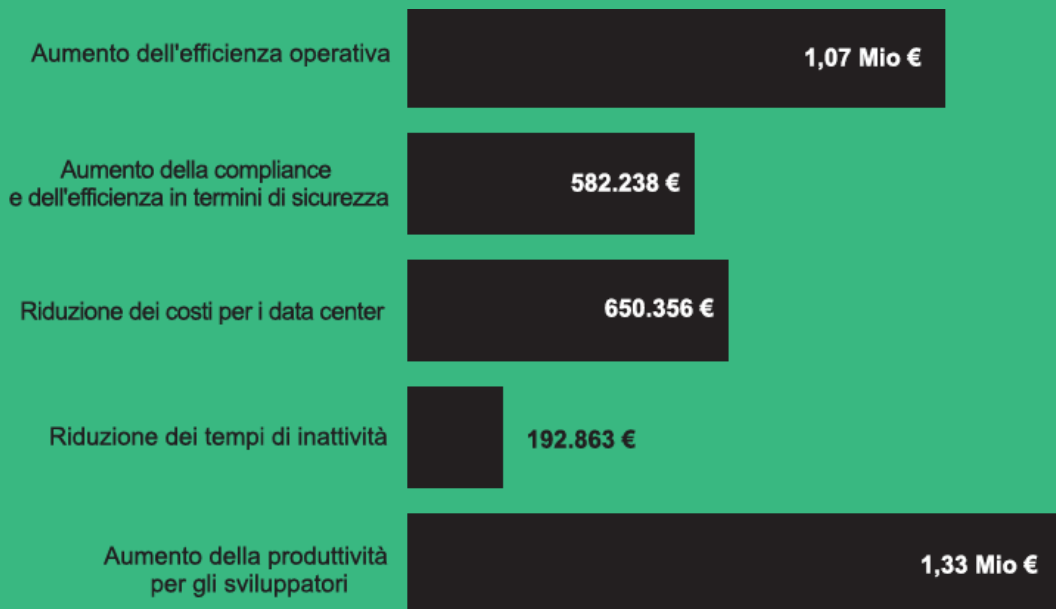 Aumento dell'efficienza operativa
1,07 Mio €
Aumento della compliance
e dell'efficienza in termini di sicurezza
582.238 €
Riduzione dei costi per i data center
650.356 €
Riduzione dei tempi di inattività
192.863 €
Aumento della produttività
per gli sviluppatori
1,33 Mio €